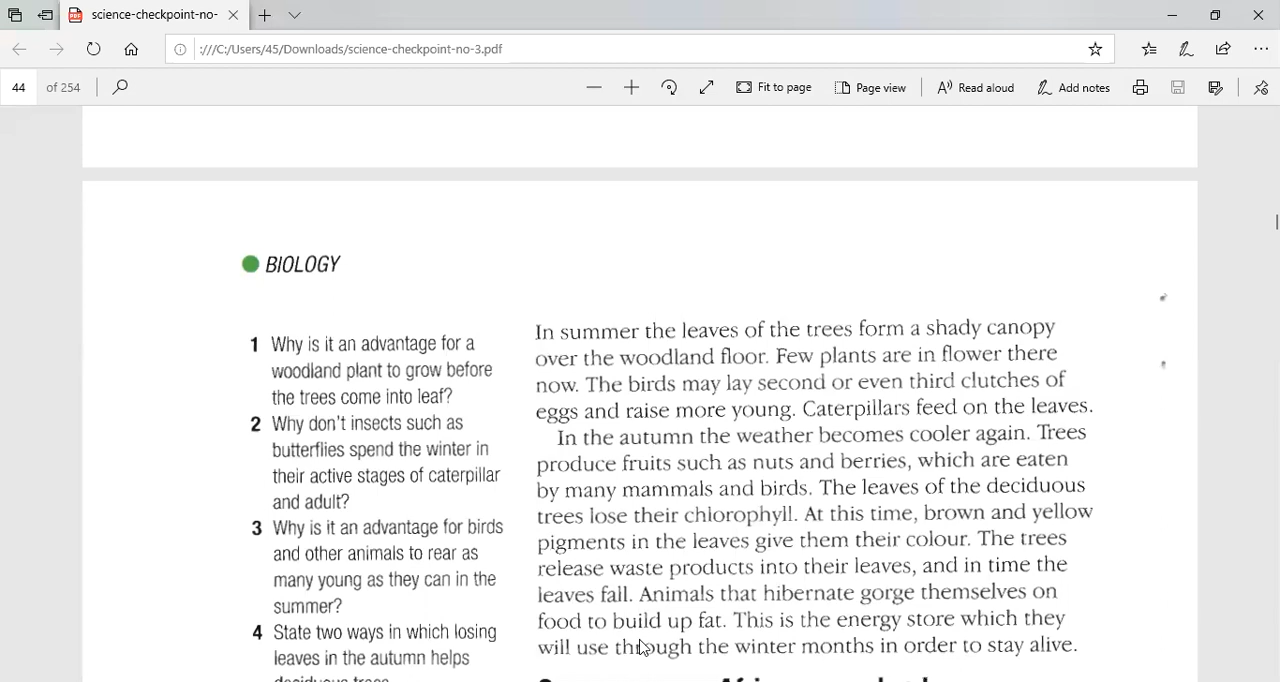 science-checkpoint-no-
:///C:/Users/45/Downloads/science-checkpoint-no-3.pdf
44 of 254
Fit to page
Page view
Read aloud
Add notes
BIOLOGY
1 Why is it an advantage for a
woodland plant to grow before
the trees come into leaf?
2 Why don't insects such as
butterflies spend the winter in
their active stages of caterpillar
and adult?
3 Why is it an advantage for birds
and other animals to rear as
many young as they can in the
summer?
4 State two ways in which losing
leaves in the autumn helps
In summer the leaves of the trees form a shady canopy
over the woodland floor. Few plants are in flower there
now. The birds may lay second or even third clutches of
eggs and raise more young. Caterpillars feed on the leaves.
In the autumn the weather becomes cooler again. Trees
produce fruits such as nuts and berries, which are eaten
by many mammals and birds. The leaves of the deciduous
trees lose their chlorophyll. At this time, brown and yellow
pigments in the leaves give them their colour. The trees
release waste products into their leaves, and in time the
leaves fall. Animals that hibernate gorge themselves on
food to build up fat. This is the energy store which they
will use through the winter months in order to stay alive.